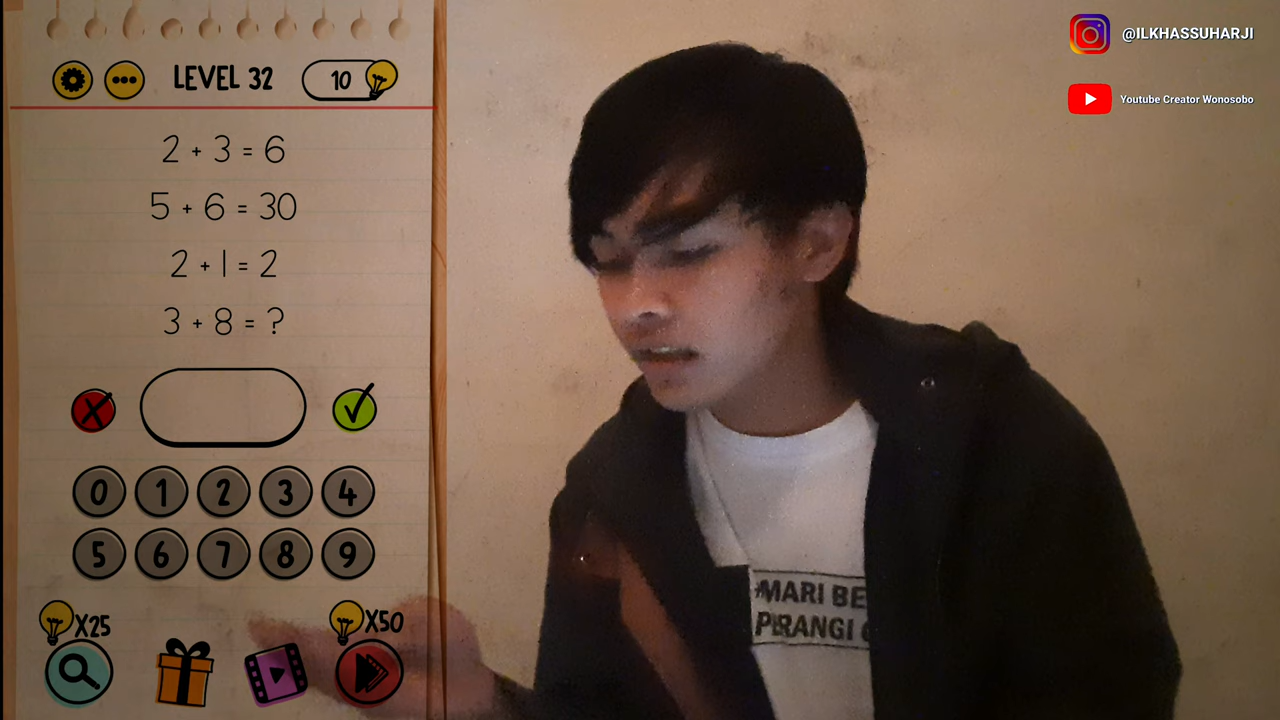 LEVEL 32
10
2 + 3 = 6
5 + 6 = 30
2 + 1 = 2
3 + 8 = ?
0 1 2 3 4
5 6 7 8 9
X25
X50
@ILKHASSUHARJI
Youtube Creator Wonosobo
#MARI BE
PERANGI